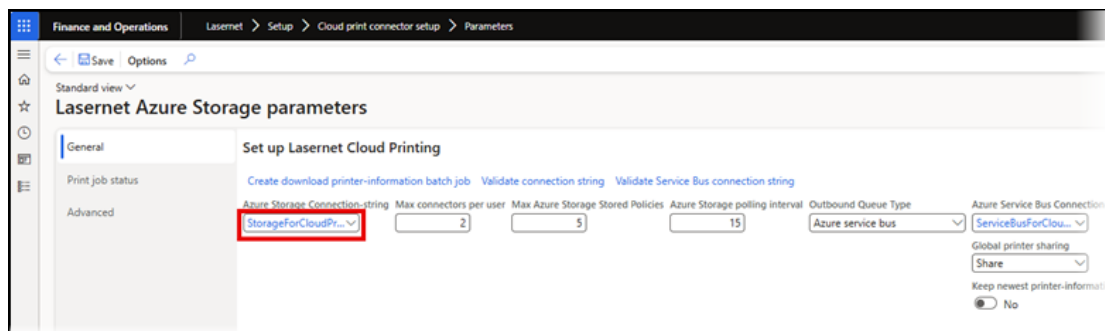 Finance and Operations Lasernet > Setup > Cloud print connector setup > Parameters
Save Options
Standard view
Lasernet Azure Storage parameters
General
Print job status
Advanced
Set up Lasernet Cloud Printing
Create download printer-information batch job Validate connection string Validate Service Bus connection string
Azure Storage Connection-string Max connectors per user Max Azure Storage Stored Policies Azure Storage polling interval Outbound Queue Type Azure Service Bus Connection
StorageForCloudPr... 2 5 15 Azure service bus ServiceBusForClou...
Global printer sharing
Share
Keep newest printer-informati
No